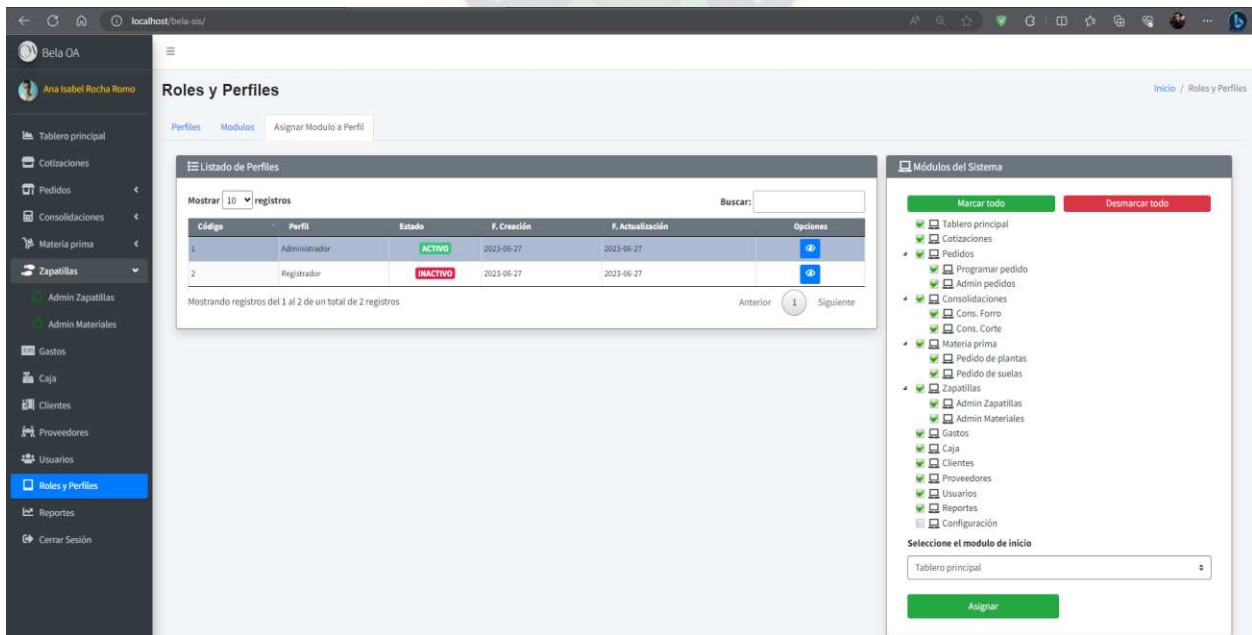 localhost/bela-sis/
Bela OA
Ana Isabel Rocha Romo
Tablero principal
Cotizaciones
Pedidos
Consolidaciones
Materia prima
Zapatillas
Admin Zapatillas
Admin Materiales
Gastos
Caja
Clientes
Proveedores
Usuarios
Roles y Perfiles
Reportes
Cerrar Sesión
Roles y Perfiles
Inicio / Roles y Perfiles
Perfiles Modulos Asignar Modulo a Perfil
Listado de Perfiles
Mostrar 10 registros Buscar:
Código Perfil Estado F. Creación F. Actualización Opciones
1 Administrador ACTIVO 2023-06-27 2023-06-27
2 Registrador INACTIVO 2023-06-27 2023-06-27
Mostrando registros del 1 al 2 de un total de 2 registros Anterior 1 Siguiente
Módulos del Sistema
Marcar todo Desmarcar todo
Tablero principal
Cotizaciones
Pedidos
Programar pedido
Admin pedidos
Consolidaciones
Cons. Forro
Cons. Corte
Materia prima
Pedido de plantas
Pedido de suelas
Zapatillas
Admin Zapatillas
Admin Materiales
Gastos
Caja
Clientes
Proveedores
Usuarios
Reportes
Configuración
Seleccione el modulo de inicio
Tablero principal
Asignar